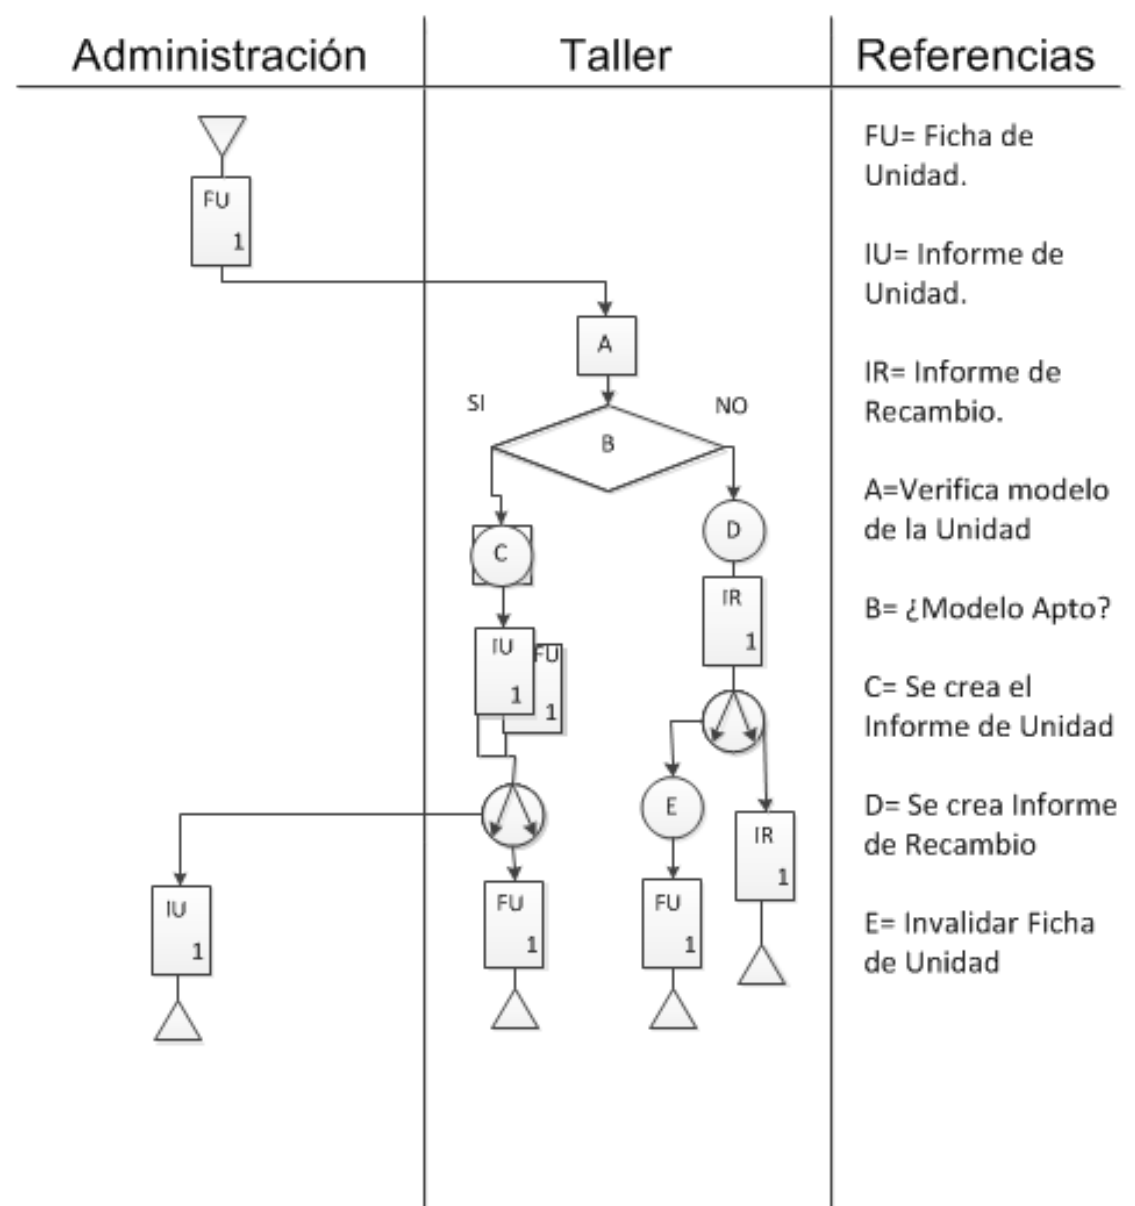 Administración
Taller
Referencias
FU
1
A
SI
NO
B
C
D
IU
1
FU
1
IR
1
E
IR
1
IU
1
FU
1
FU
1
FU= Ficha de
Unidad.
IU= Informe de
Unidad.
IR= Informe de
Recambio.
A=Verifica modelo
de la Unidad
B= ¿Modelo Apto?
C= Se crea el
Informe de Unidad
D= Se crea Informe
de Recambio
E= Invalidar Ficha
de Unidad